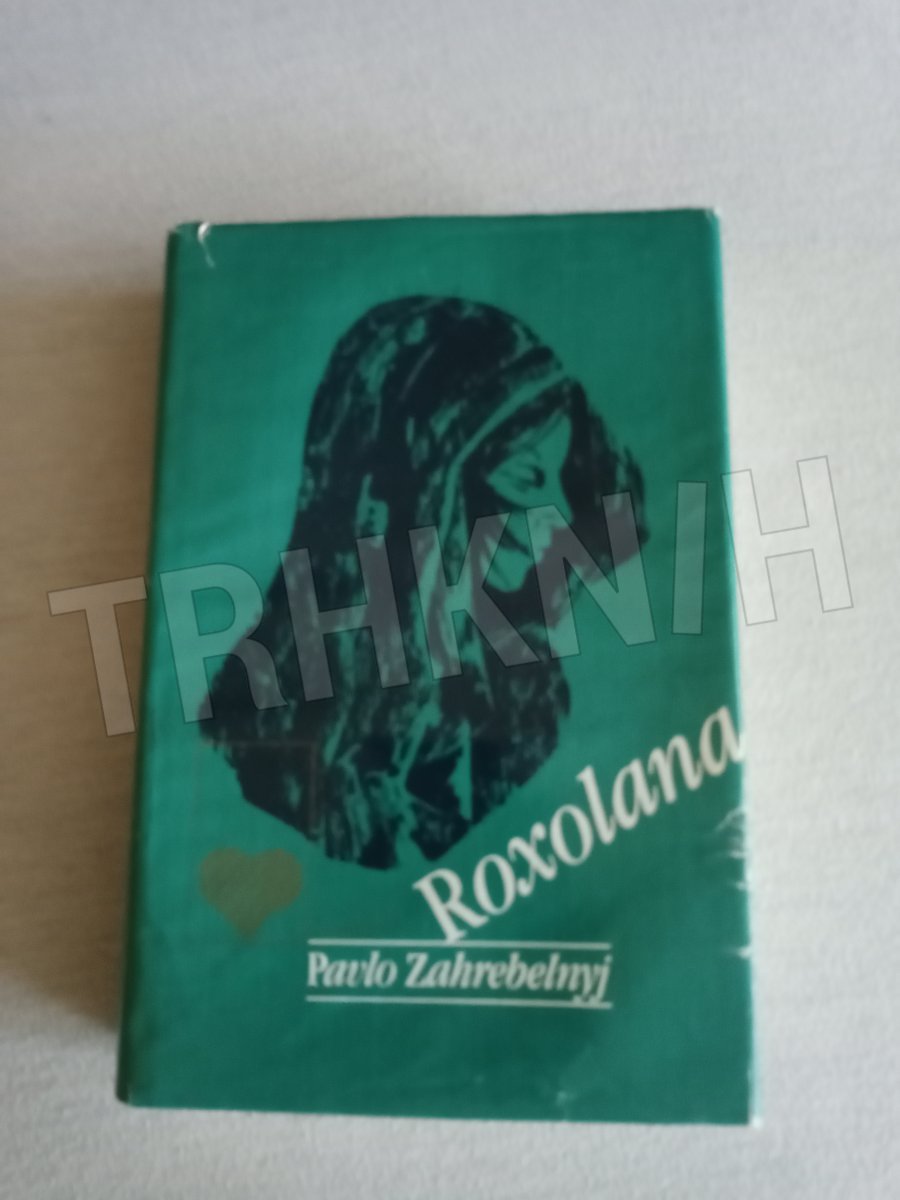 TRHKNIH
Roxolana
Pavlo Zahrebelnyj